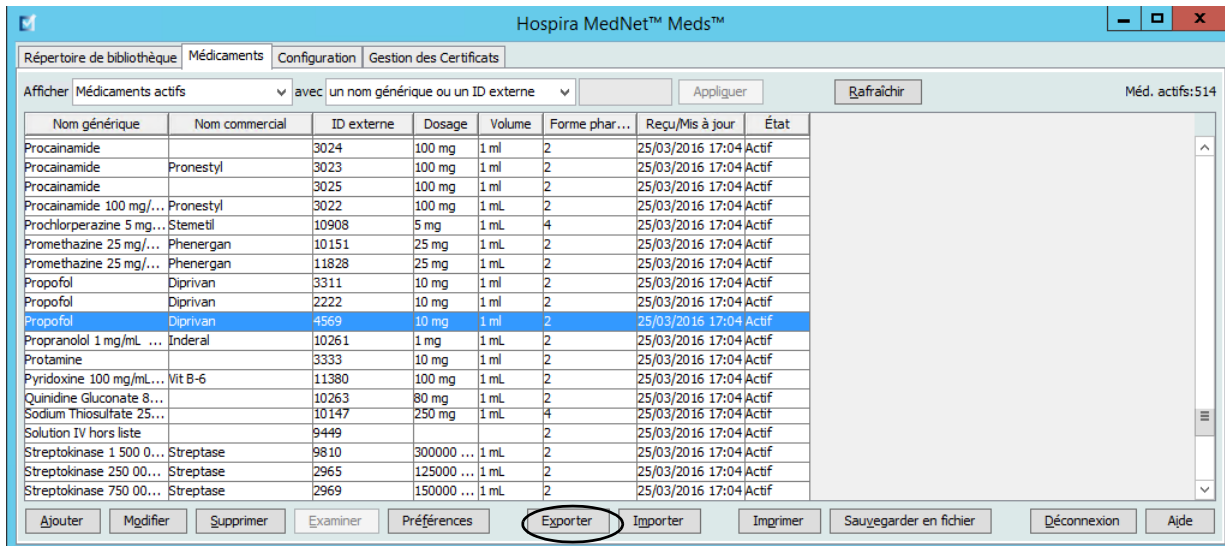 Hospira MedNet™ Meds™
Répertoire de bibliothèque Médicaments Configuration Gestion des Certificats
Afficher Médicaments actifs avec un nom générique ou un ID externe Appliquer Rafraîchir Méd. actifs:514
Nom générique Nom commercial ID externe Dosage Volume Forme phar... Reçu/Mis à jour État
Procainamide 3024 100 mg 1 ml 2 25/03/2016 17:04 Actif
Procainamide Pronestyl 3023 100 mg 1 ml 2 25/03/2016 17:04 Actif
Procainamide 3025 100 mg 1 ml 2 25/03/2016 17:04 Actif
Procainamide 100 mg/... Pronestyl 3022 100 mg 1 mL 2 25/03/2016 17:04 Actif
Prochlorperazine 5 mg... Stemetil 10908 5 mg 1 mL 4 25/03/2016 17:04 Actif
Promethazine 25 mg/... Phenergan 10151 25 mg 1 mL 2 25/03/2016 17:04 Actif
Promethazine 25 mg/... Phenergan 11828 25 mg 1 mL 2 25/03/2016 17:04 Actif
Propofol Diprivan 3311 10 mg 1 ml 2 25/03/2016 17:04 Actif
Propofol Diprivan 2222 10 mg 1 ml 2 25/03/2016 17:04 Actif
Propofol Diprivan 4569 10 mg 1 ml 2 25/03/2016 17:04 Actif
Propranolol 1 mg/mL ... Inderal 10261 1 mg 1 mL 2 25/03/2016 17:04 Actif
Protamine 3333 10 mg 1 ml 2 25/03/2016 17:04 Actif
Pyridoxine 100 mg/mL... Vit B-6 11380 100 mg 1 mL 2 25/03/2016 17:04 Actif
Quinidine Gluconate 8... 10263 80 mg 1 mL 2 25/03/2016 17:04 Actif
Sodium Thiosulfate 25... 10147 250 mg 1 mL 4 25/03/2016 17:04 Actif
Solution IV hors liste 9449 2 25/03/2016 17:04 Actif
Streptokinase 1 500 0... Streptase 9810 300000 ... 1 mL 2 25/03/2016 17:04 Actif
Streptokinase 250 00... Streptase 2965 125000 ... 1 mL 2 25/03/2016 17:04 Actif
Streptokinase 750 00... Streptase 2969 150000 ... 1 mL 2 25/03/2016 17:04 Actif
Ajouter Modifier Supprimer Examiner Préférences Exporter Importer Imprimer Sauvegarder en fichier Déconnexion Aide